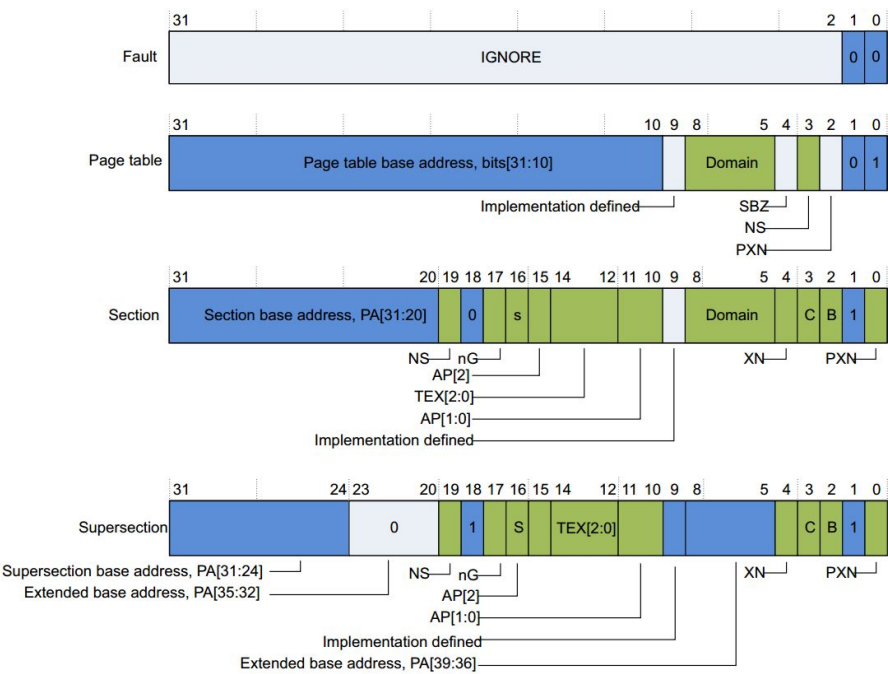 31 2 1 0
Fault IGNORE 0 0
31 10 9 8 5 4 3 2 1 0
Page table Page table base address, bits[31:10] Domain 0 1
Implementation defined SBZ
NS
PXN
31 20 19 18 17 16 15 14 12 11 10 9 8 5 4 3 2 1 0
Section Section base address, PA[31:20] 0 s Domain C B 1
NS nG XN PXN
AP[2]
TEX[2:0]
AP[1:0]
Implementation defined
31 24 23 20 19 18 17 16 15 14 12 11 10 9 8 5 4 3 2 1 0
Supersection 0 1 S TEX[2:0] C B 1
Supersection base address, PA[31:24] NS nG XN PXN
Extended base address, PA[35:32] AP[2]
AP[1:0]
Implementation defined
Extended base address, PA[39:36]